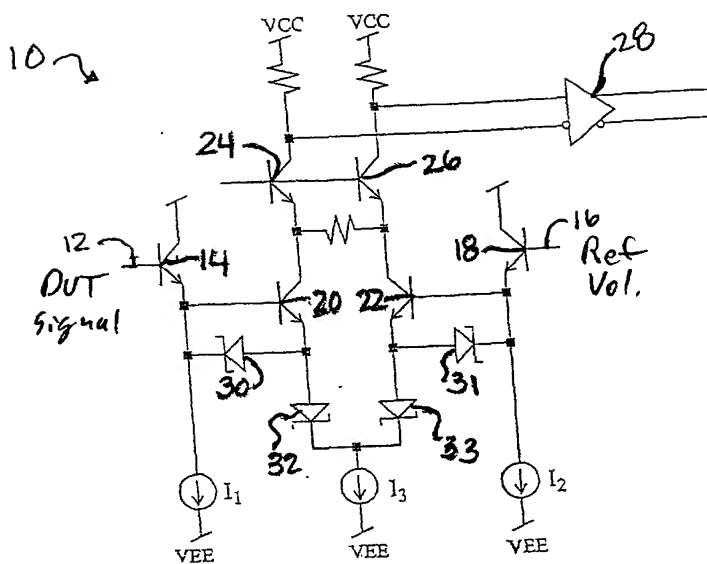 VCC VCC
10
28
24
26
12
14
18
16
DUT
Signal
Ref
Vol.
20
22
30
31
32
33
I1
I3
I2
VEE
VEE
VEE